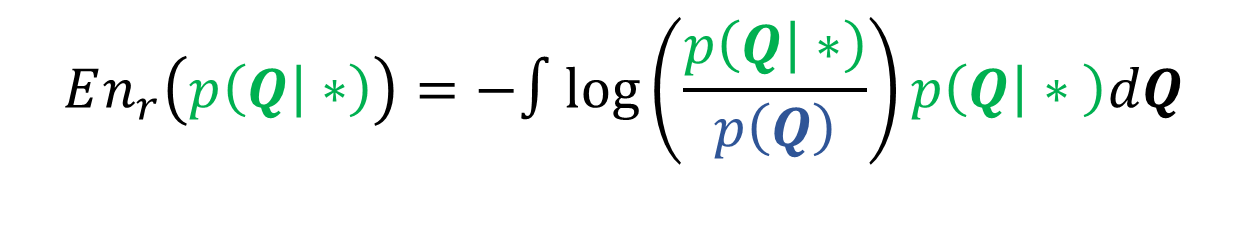 En_r(p(Q| ∗)) = −∫ log(p(Q| ∗)/p(Q)) p(Q| ∗)dQ